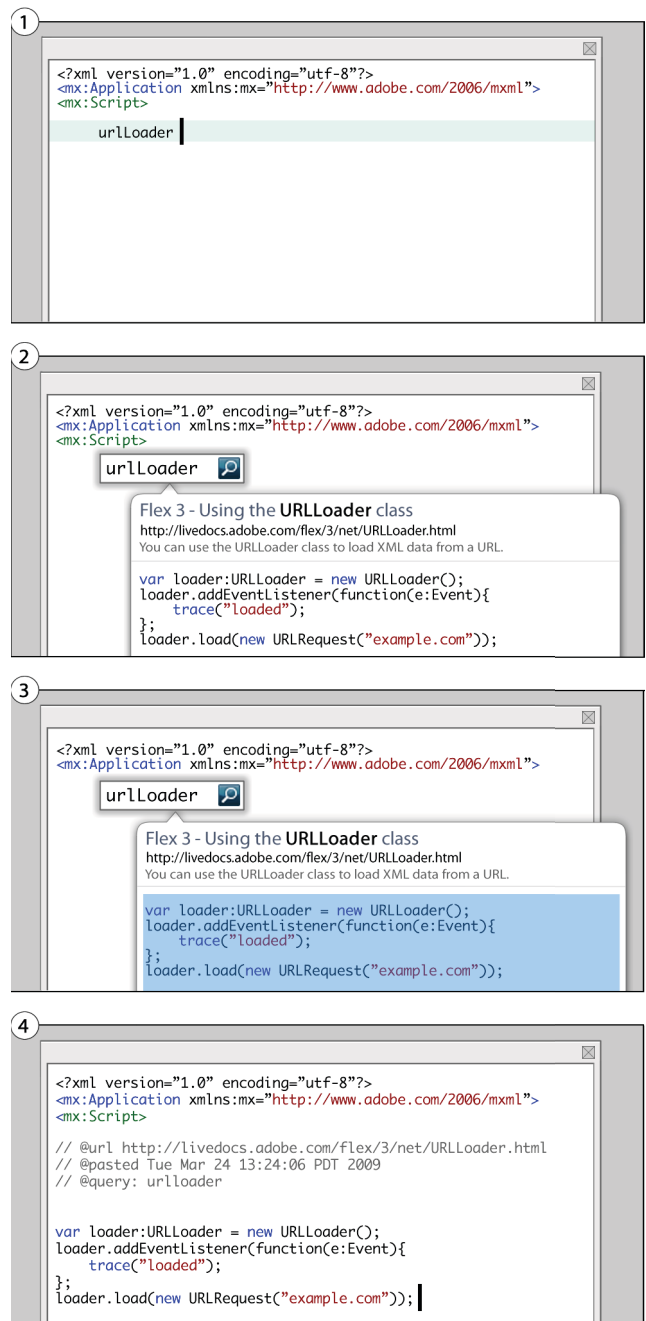 1
<?xml version=”1.0” encoding=”utf-8”?>
<mx:Application xmlns:mx=”http://www.adobe.com/2006/mxml”>
<mx:Script>
urlLoader
2
<?xml version=”1.0” encoding=”utf-8”?>
<mx:Application xmlns:mx=”http://www.adobe.com/2006/mxml”>
<mx:Script>
urlLoader
Flex 3 - Using the URLLoader class
http://livedocs.adobe.com/flex/3/net/URLLoader.html
You can use the URLLoader class to load XML data from a URL.
var loader:URLLoader = new URLLoader();
loader.addEventListener(function(e:Event){
trace(”loaded”);
};
loader.load(new URLRequest(”example.com”));
3
<?xml version=”1.0” encoding=”utf-8”?>
<mx:Application xmlns:mx=”http://www.adobe.com/2006/mxml”>
urlLoader
Flex 3 - Using the URLLoader class
http://livedocs.adobe.com/flex/3/net/URLLoader.html
You can use the URLLoader class to load XML data from a URL.
var loader:URLLoader = new URLLoader();
loader.addEventListener(function(e:Event){
trace(”loaded”);
};
loader.load(new URLRequest(”example.com”));
4
<?xml version=”1.0” encoding=”utf-8”?>
<mx:Application xmlns:mx=”http://www.adobe.com/2006/mxml”>
<mx:Script>
// @url http://livedocs.adobe.com/flex/3/net/URLLoader.html
// @pasted Tue Mar 24 13:24:06 PDT 2009
// @query: urlloader
var loader:URLLoader = new URLLoader();
loader.addEventListener(function(e:Event){
trace(”loaded”);
};
loader.load(new URLRequest(”example.com”));